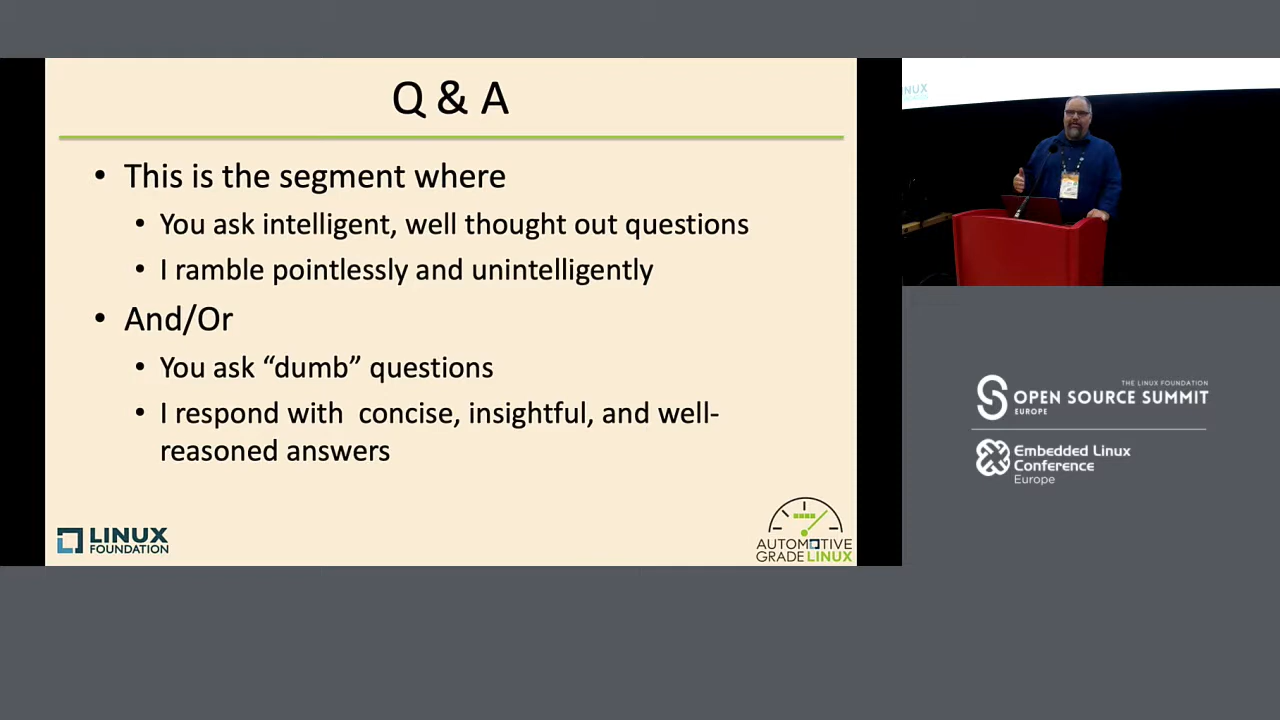 Q & A
• This is the segment where
• You ask intelligent, well thought out questions
• I ramble pointlessly and unintelligently
• And/Or
• You ask “dumb” questions
• I respond with  concise, insightful, and well-
reasoned answers
LINUX
FOUNDATION
AUTOMOTIVE
GRADELINUX
NUX
THE LINUX FOUNDATION
OPEN SOURCE SUMMIT
EUROPE
Embedded Linux
Conference
Europe